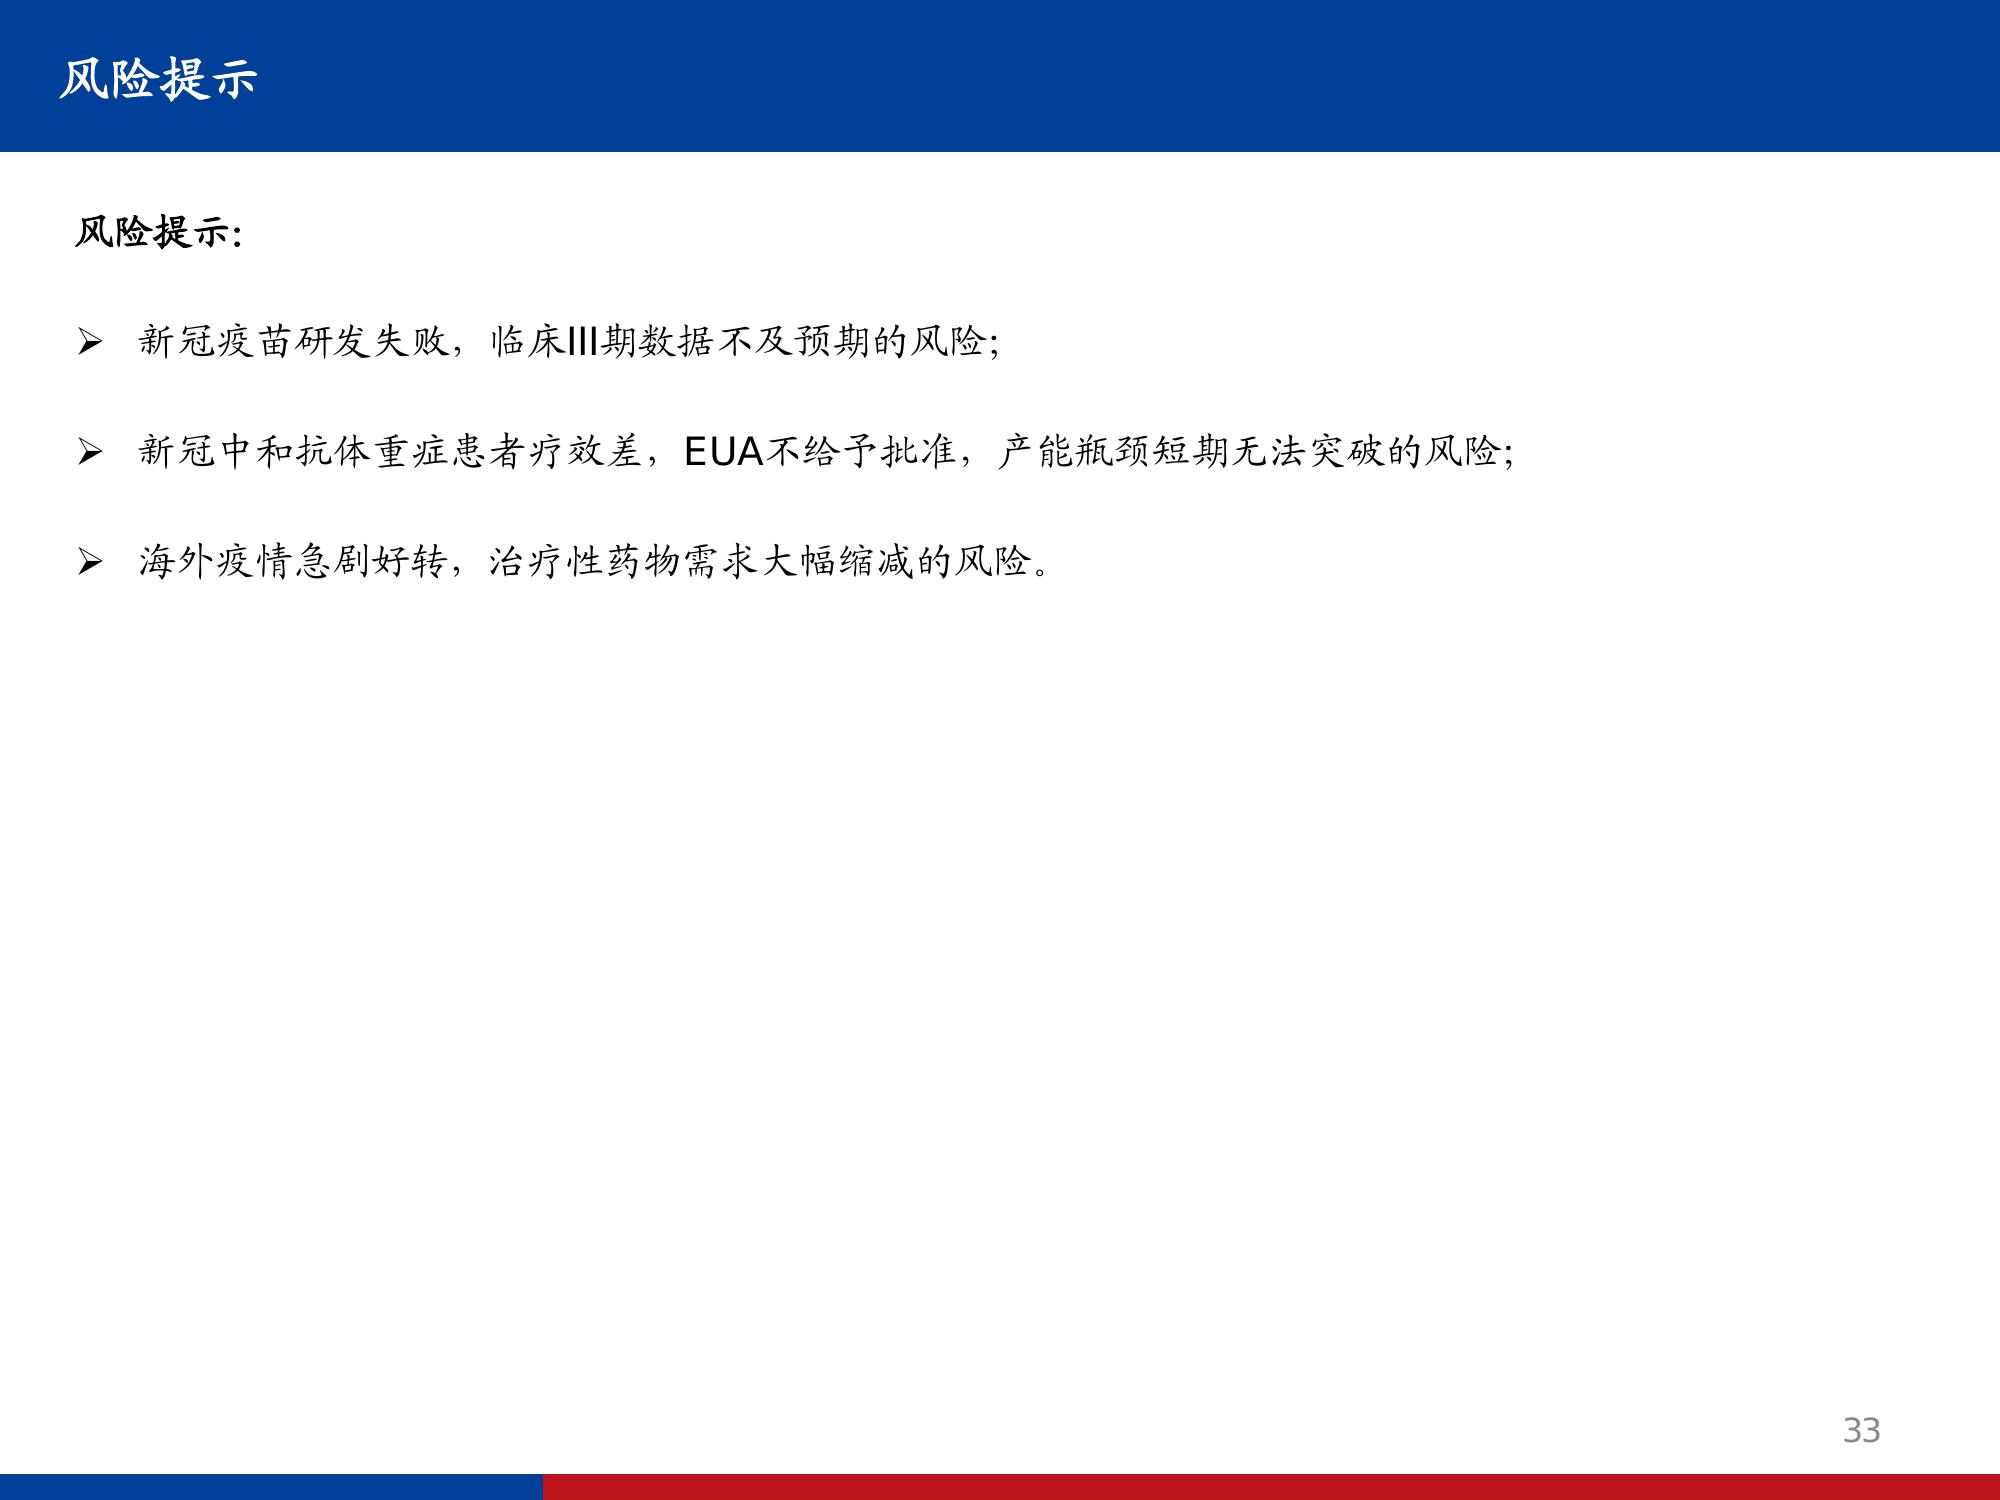 风险提示
风险提示：
➢ 新冠疫苗研发失败，临床III期数据不及预期的风险；
➢ 新冠中和抗体重症患者疗效差，EUA不给予批准，产能瓶颈短期无法突破的风险；
➢ 海外疫情急剧好转，治疗性药物需求大幅缩减的风险。
33